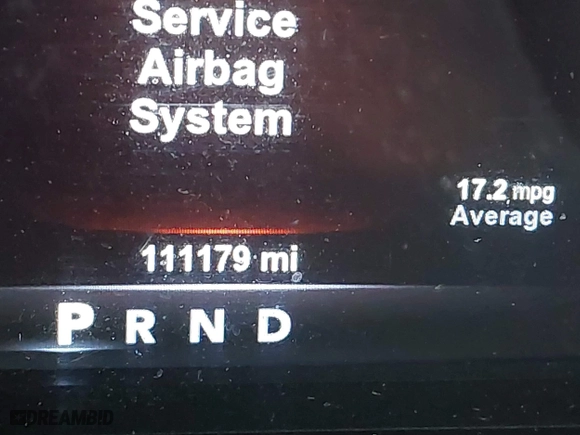 Service
Airbag
System
17.2 mpg
Average
111179 mi
P R N D
DREAMBID